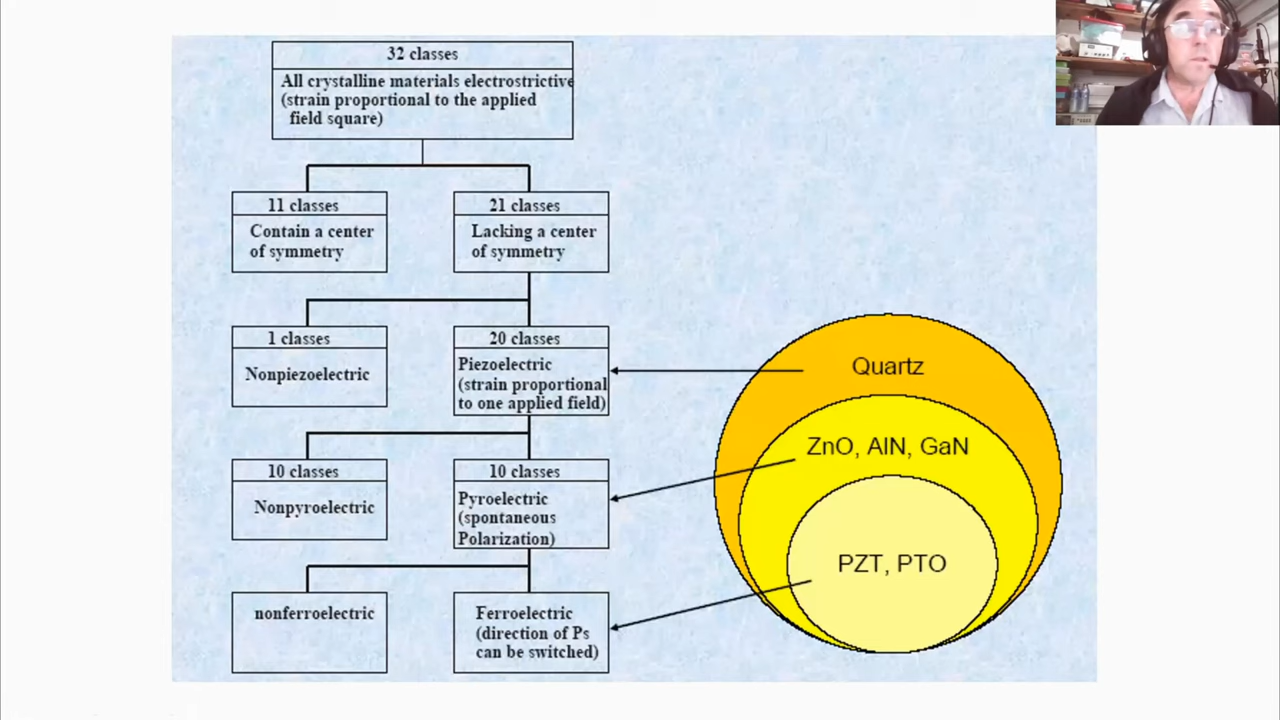 32 classes
All crystalline materials electrostrictive
(strain proportional to the applied
field square)
11 classes
Contain a center
of symmetry
21 classes
Lacking a center
of symmetry
1 classes
Nonpiezoelectric
20 classes
Piezoelectric
(strain proportional
to one applied field)
10 classes
Nonpyroelectric
10 classes
Pyroelectric
(spontaneous
Polarization)
nonferroelectric
Ferroelectric
(direction of Ps
can be switched)
Quartz
ZnO, AlN, GaN
PZT, PTO